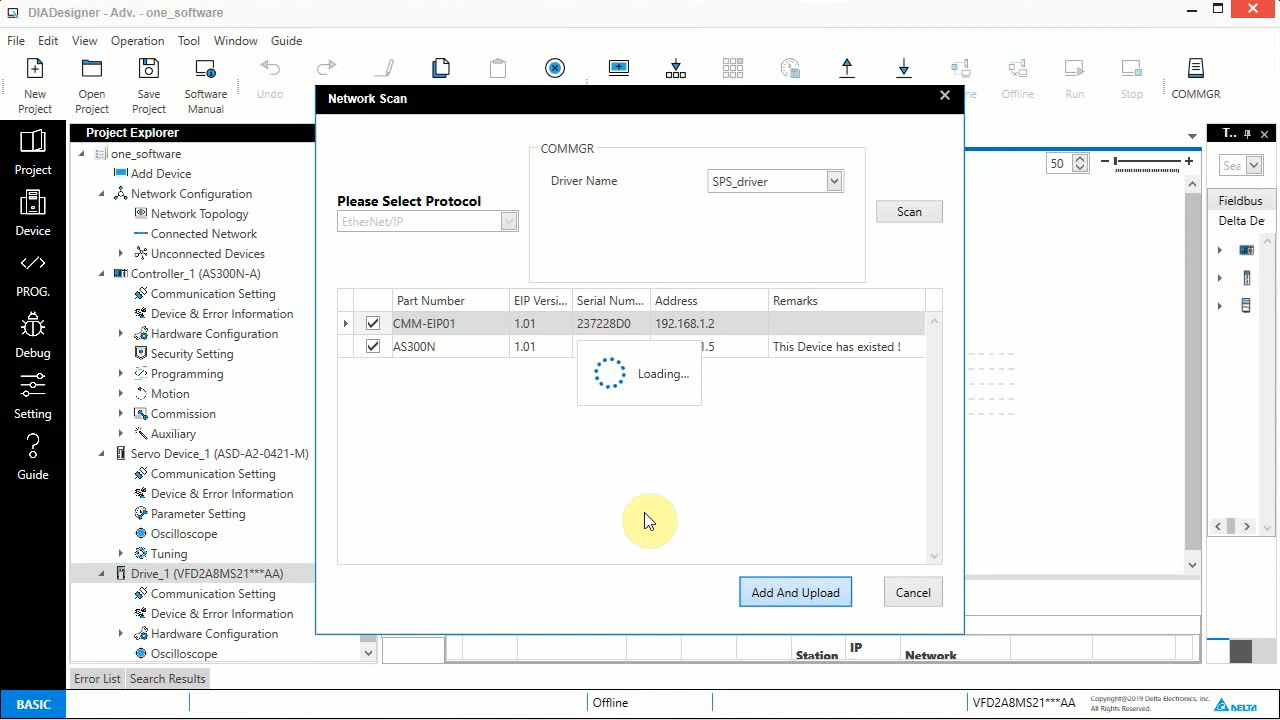 DIADesigner - Adv. - one_software
File Edit View Operation Tool Window Guide
New Project
Open Project
Save Project
Software Manual
Undo
Offline
Run
Stop
COMMGR
Project
Device
PROG.
Debug
Setting
Guide
Project Explorer
one_software
Add Device
Network Configuration
Network Topology
Connected Network
Unconnected Devices
Controller_1 (AS300N-A)
Communication Setting
Device & Error Information
Hardware Configuration
Security Setting
Programming
Motion
Commission
Auxiliary
Servo Device_1 (ASD-A2-0421-M)
Communication Setting
Device & Error Information
Parameter Setting
Oscilloscope
Tuning
Drive_1 (VFD2A8MS21***AA)
Communication Setting
Device & Error Information
Hardware Configuration
Oscilloscope
Network Scan
COMMGR
Driver Name SPS_driver
Please Select Protocol
EtherNet/IP
Scan
Part Number EIP Versi... Serial Num... Address Remarks
CMM-EIP01 1.01 237228D0 192.168.1.2
AS300N 1.01 1.5 This Device has existed !
Loading...
Add And Upload Cancel
50
T..
Sea
Fieldbus
Delta De
Station IP Network
Error List Search Results
BASIC Offline VFD2A8MS21***AA
Copyright©2019 Delta Electronics, Inc.
All Rights Reserved.
DELTA